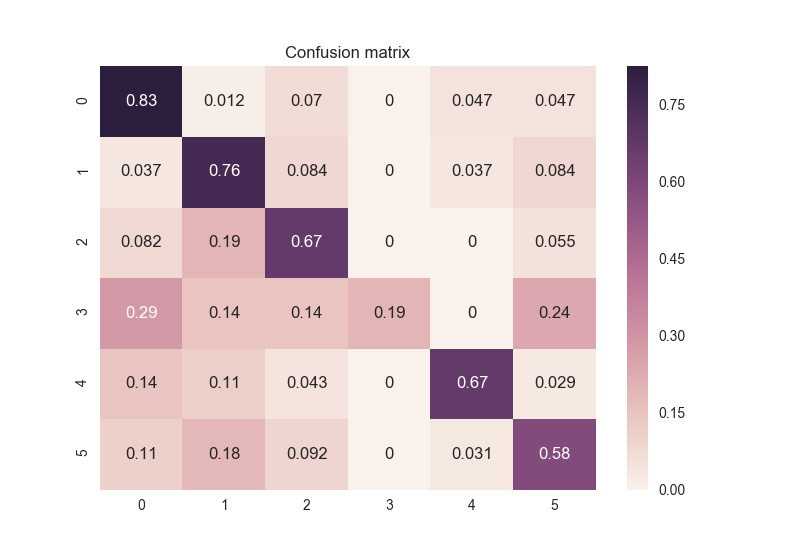 Confusion matrix
0 0.83 0.012 0.07 0 0.047 0.047
0.75
1 0.037 0.76 0.084 0 0.037 0.084
0.60
2 0.082 0.19 0.67 0 0 0.055
0.45
3 0.29 0.14 0.14 0.19 0 0.24
0.30
4 0.14 0.11 0.043 0 0.67 0.029
0.15
5 0.11 0.18 0.092 0 0.031 0.58
0.00
0 1 2 3 4 5